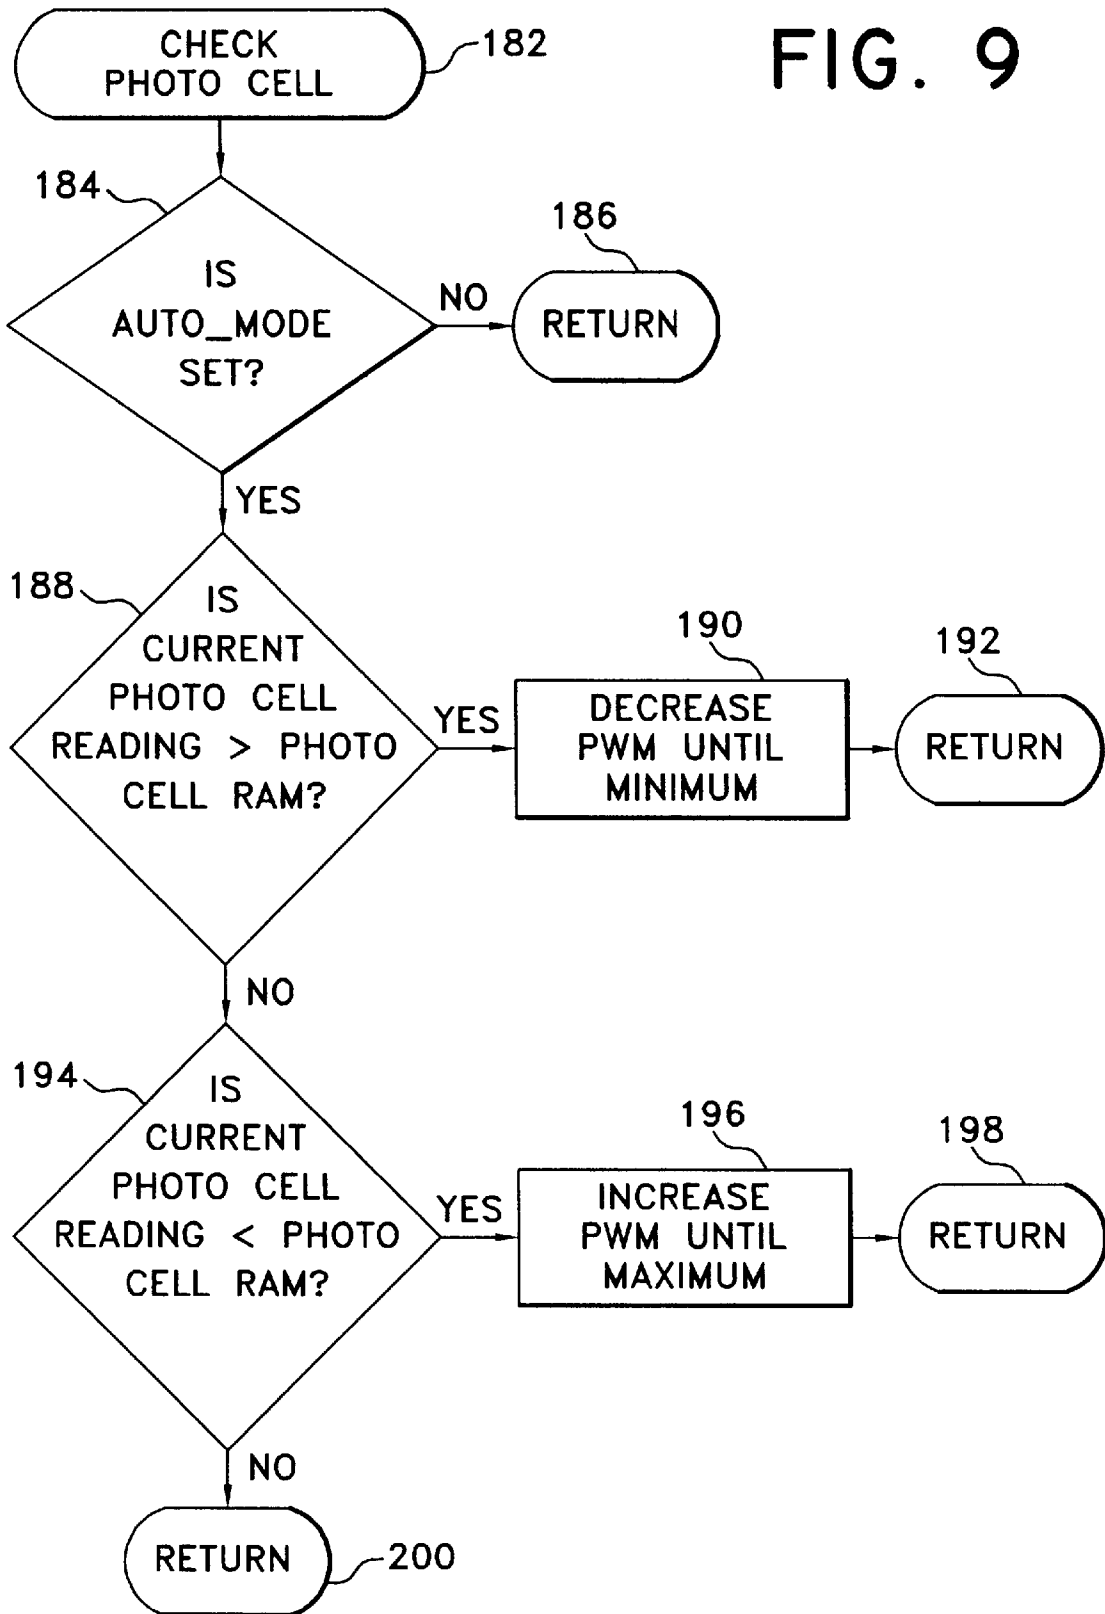 FIG. 9
CHECK
PHOTO CELL
182
184
IS
AUTO_MODE
SET?
NO
186
RETURN
YES
188
IS
CURRENT
PHOTO CELL
READING > PHOTO
CELL RAM?
YES
190
DECREASE
PWM UNTIL
MINIMUM
192
RETURN
NO
194
IS
CURRENT
PHOTO CELL
READING < PHOTO
CELL RAM?
YES
196
INCREASE
PWM UNTIL
MAXIMUM
198
RETURN
NO
RETURN
200